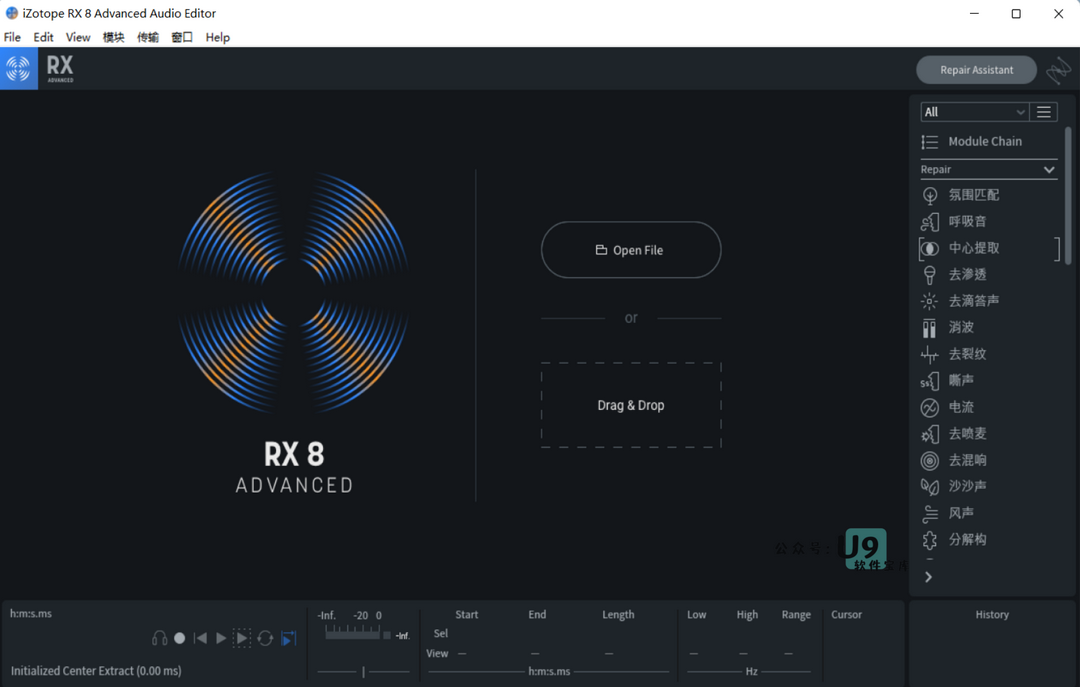 iZotope RX 8 Advanced Audio Editor
File Edit View 模块 传输 窗口 Help
RX
ADVANCED
Repair Assistant
All
Module Chain
Repair
氛围匹配
呼吸音
中心提取
去渗透
去滴答声
消波
去裂纹
嘶声
电流
去喷麦
去混响
沙沙声
风声
分解构
Open File
or
Drag & Drop
RX 8
ADVANCED
公众号:
U9
软件宝库
h:m:s.ms
-Inf. -20 0
-Inf.
Start End Length
Sel
View
h:m:s.ms
Low High Range
Hz
Cursor
History
Initialized Center Extract (0.00 ms)